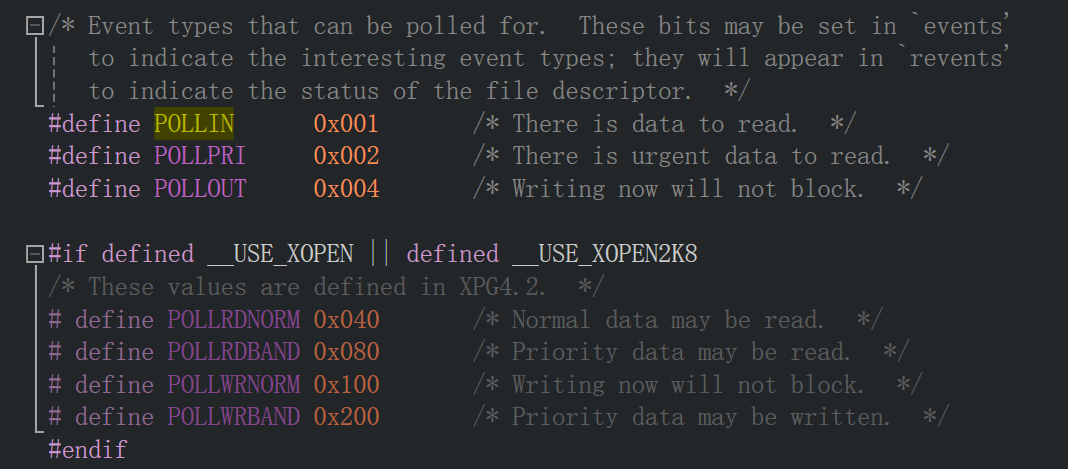 /* Event types that can be polled for.  These bits may be set in `events'
   to indicate the interesting event types; they will appear in `revents'
   to indicate the status of the file descriptor.  */
#define POLLIN      0x001       /* There is data to read.  */
#define POLLPRI     0x002       /* There is urgent data to read.  */
#define POLLOUT     0x004       /* Writing now will not block.  */
#if defined __USE_XOPEN || defined __USE_XOPEN2K8
/* These values are defined in XPG4.2.  */
# define POLLRDNORM 0x040       /* Normal data may be read.  */
# define POLLRDBAND 0x080       /* Priority data may be read.  */
# define POLLWRNORM 0x100       /* Writing now will not block.  */
# define POLLWRBAND 0x200       /* Priority data may be written.  */
#endif